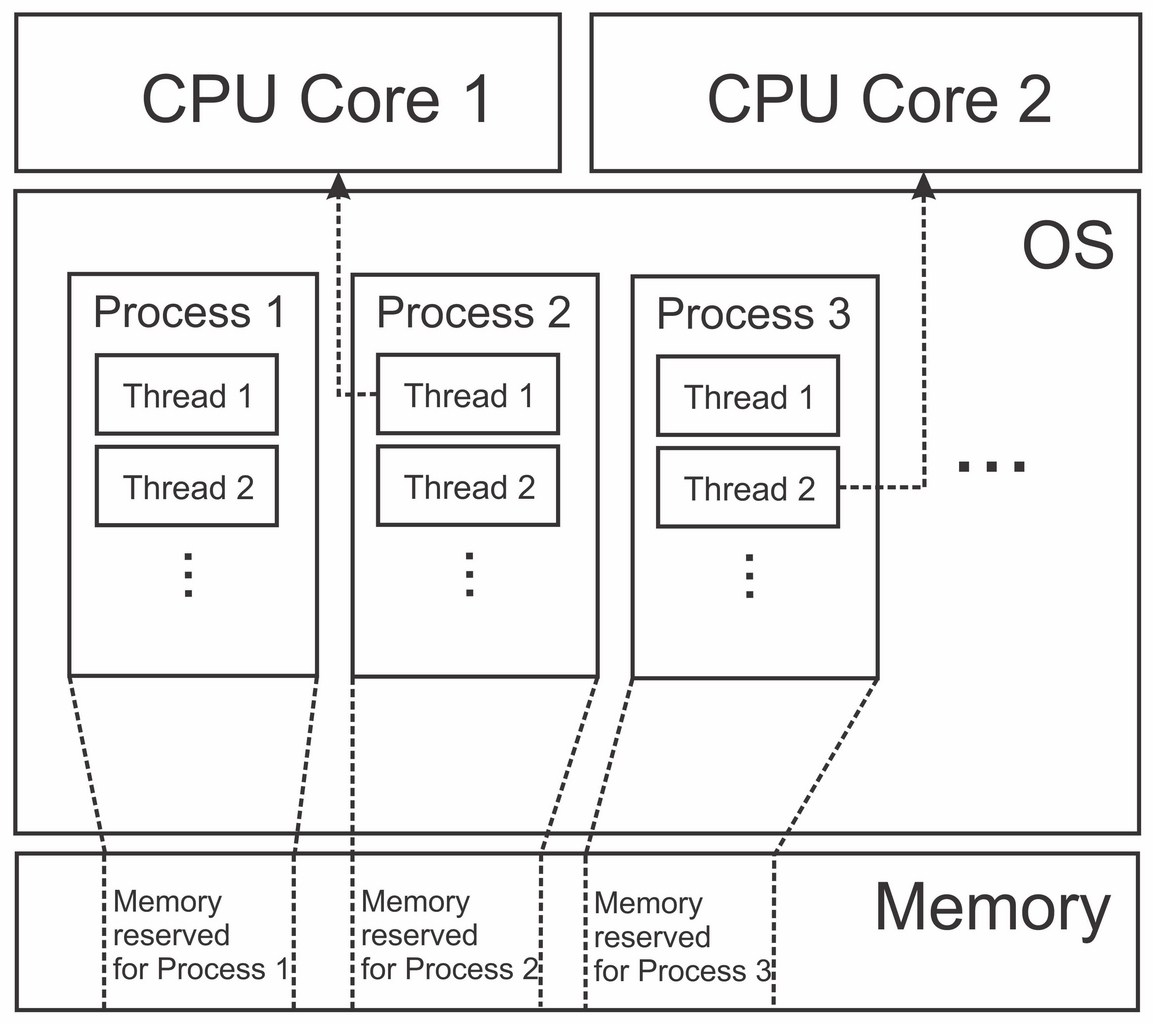 CPU Core 1
CPU Core 2
OS
Process 1
Thread 1
Thread 2
Process 2
Thread 1
Thread 2
Process 3
Thread 1
Thread 2
Memory
reserved
for Process 1
Memory
reserved
for Process 2
Memory
reserved
for Process 3
Memory